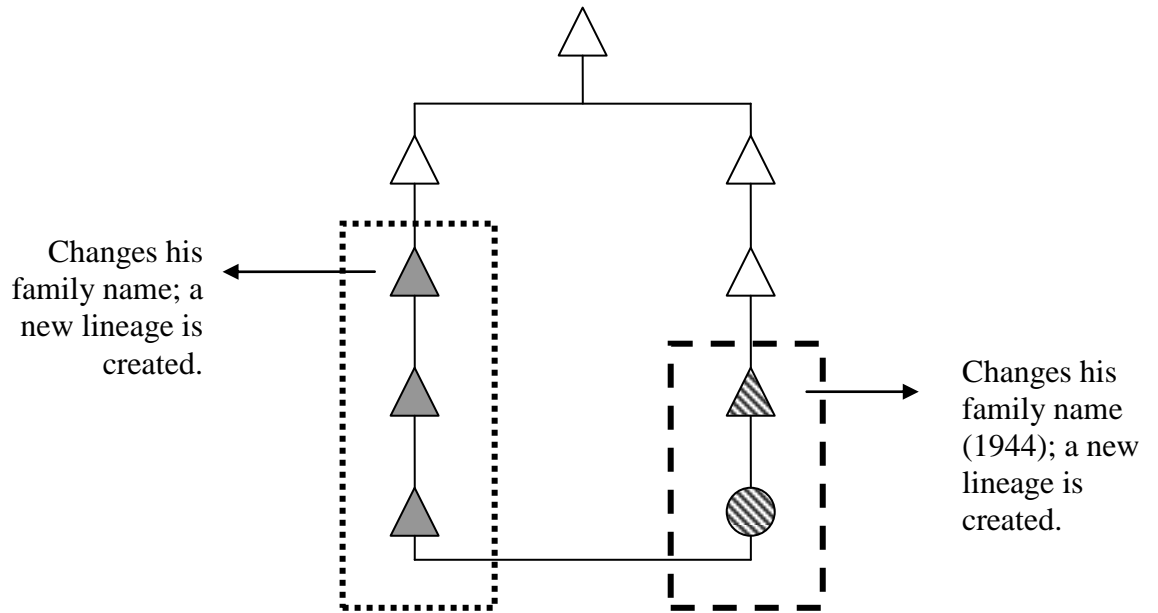 Changes his
family name; a
new lineage is
created.
Changes his
family name
(1944); a new
lineage is
created.